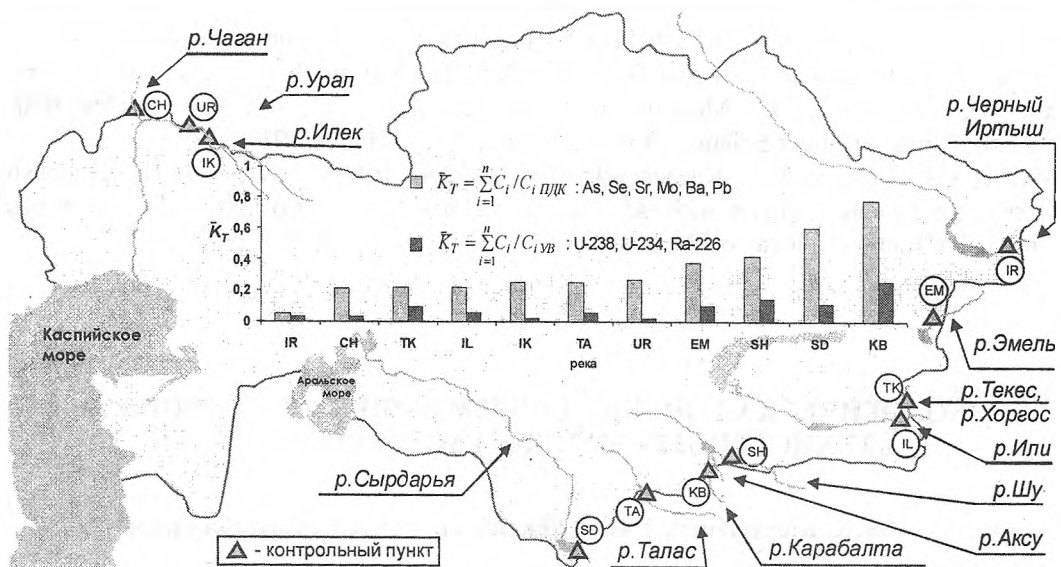 р.Чаган
р.Урал
р.Илек
р.Черный
Иртыш
CH
UR
IK
1
0,8
0,6
0,4
0,2
0
K̄т
K̄т = ∑ Ci / Ci ПДК : As, Se, Sr, Mo, Ba, Pb
n
i=1
K̄т = ∑ Ci / Ci УВ : U-238, U-234, Ra-226
n
i=1
IR CH TK IL IK TA UR EM SH SD KB
река
IR
EM
р.Эмель
Каспийское
море
Аральское
море
TK
р.Текес,
р.Хоргос
IL
р.Или
SH
р.Шу
р.Сырдарья
KB
р.Аксу
TA
SD
р.Талас
р.Карабалта
- контрольный пункт